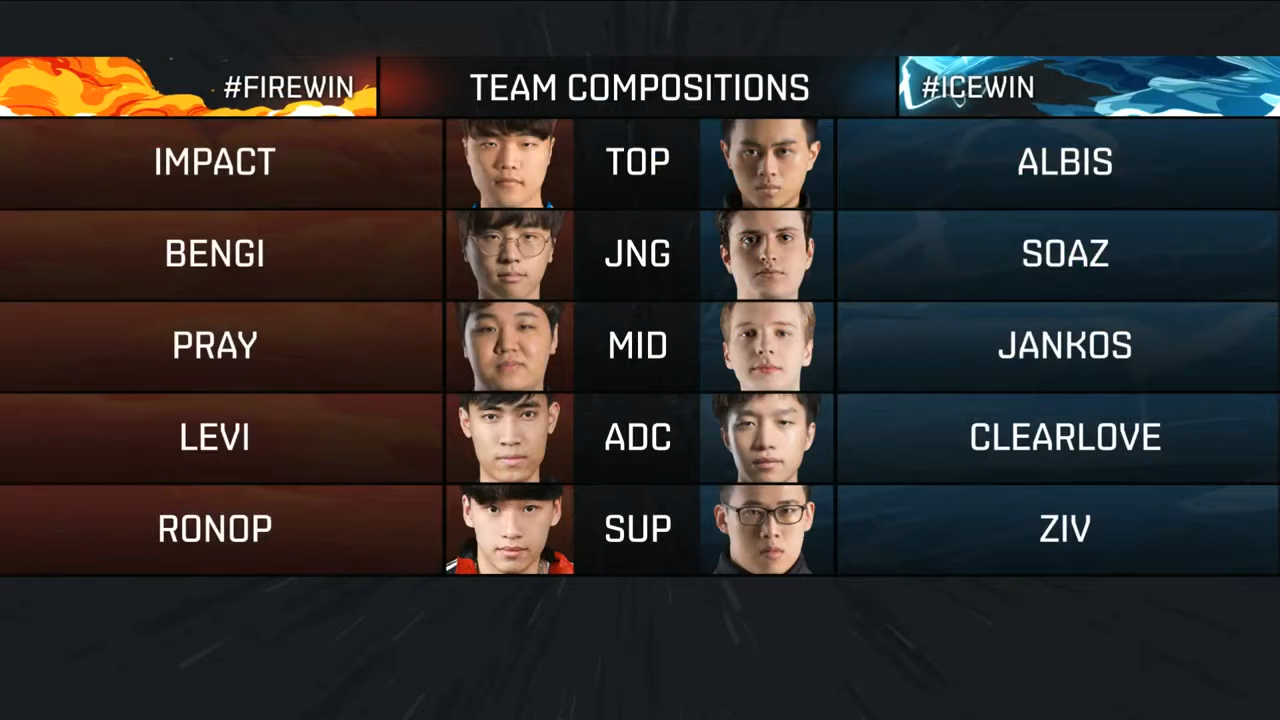 #FIREWIN TEAM COMPOSITIONS #ICEWIN
IMPACT TOP ALBIS
BENGI JNG SOAZ
PRAY MID JANKOS
LEVI ADC CLEARLOVE
RONOP SUP ZIV